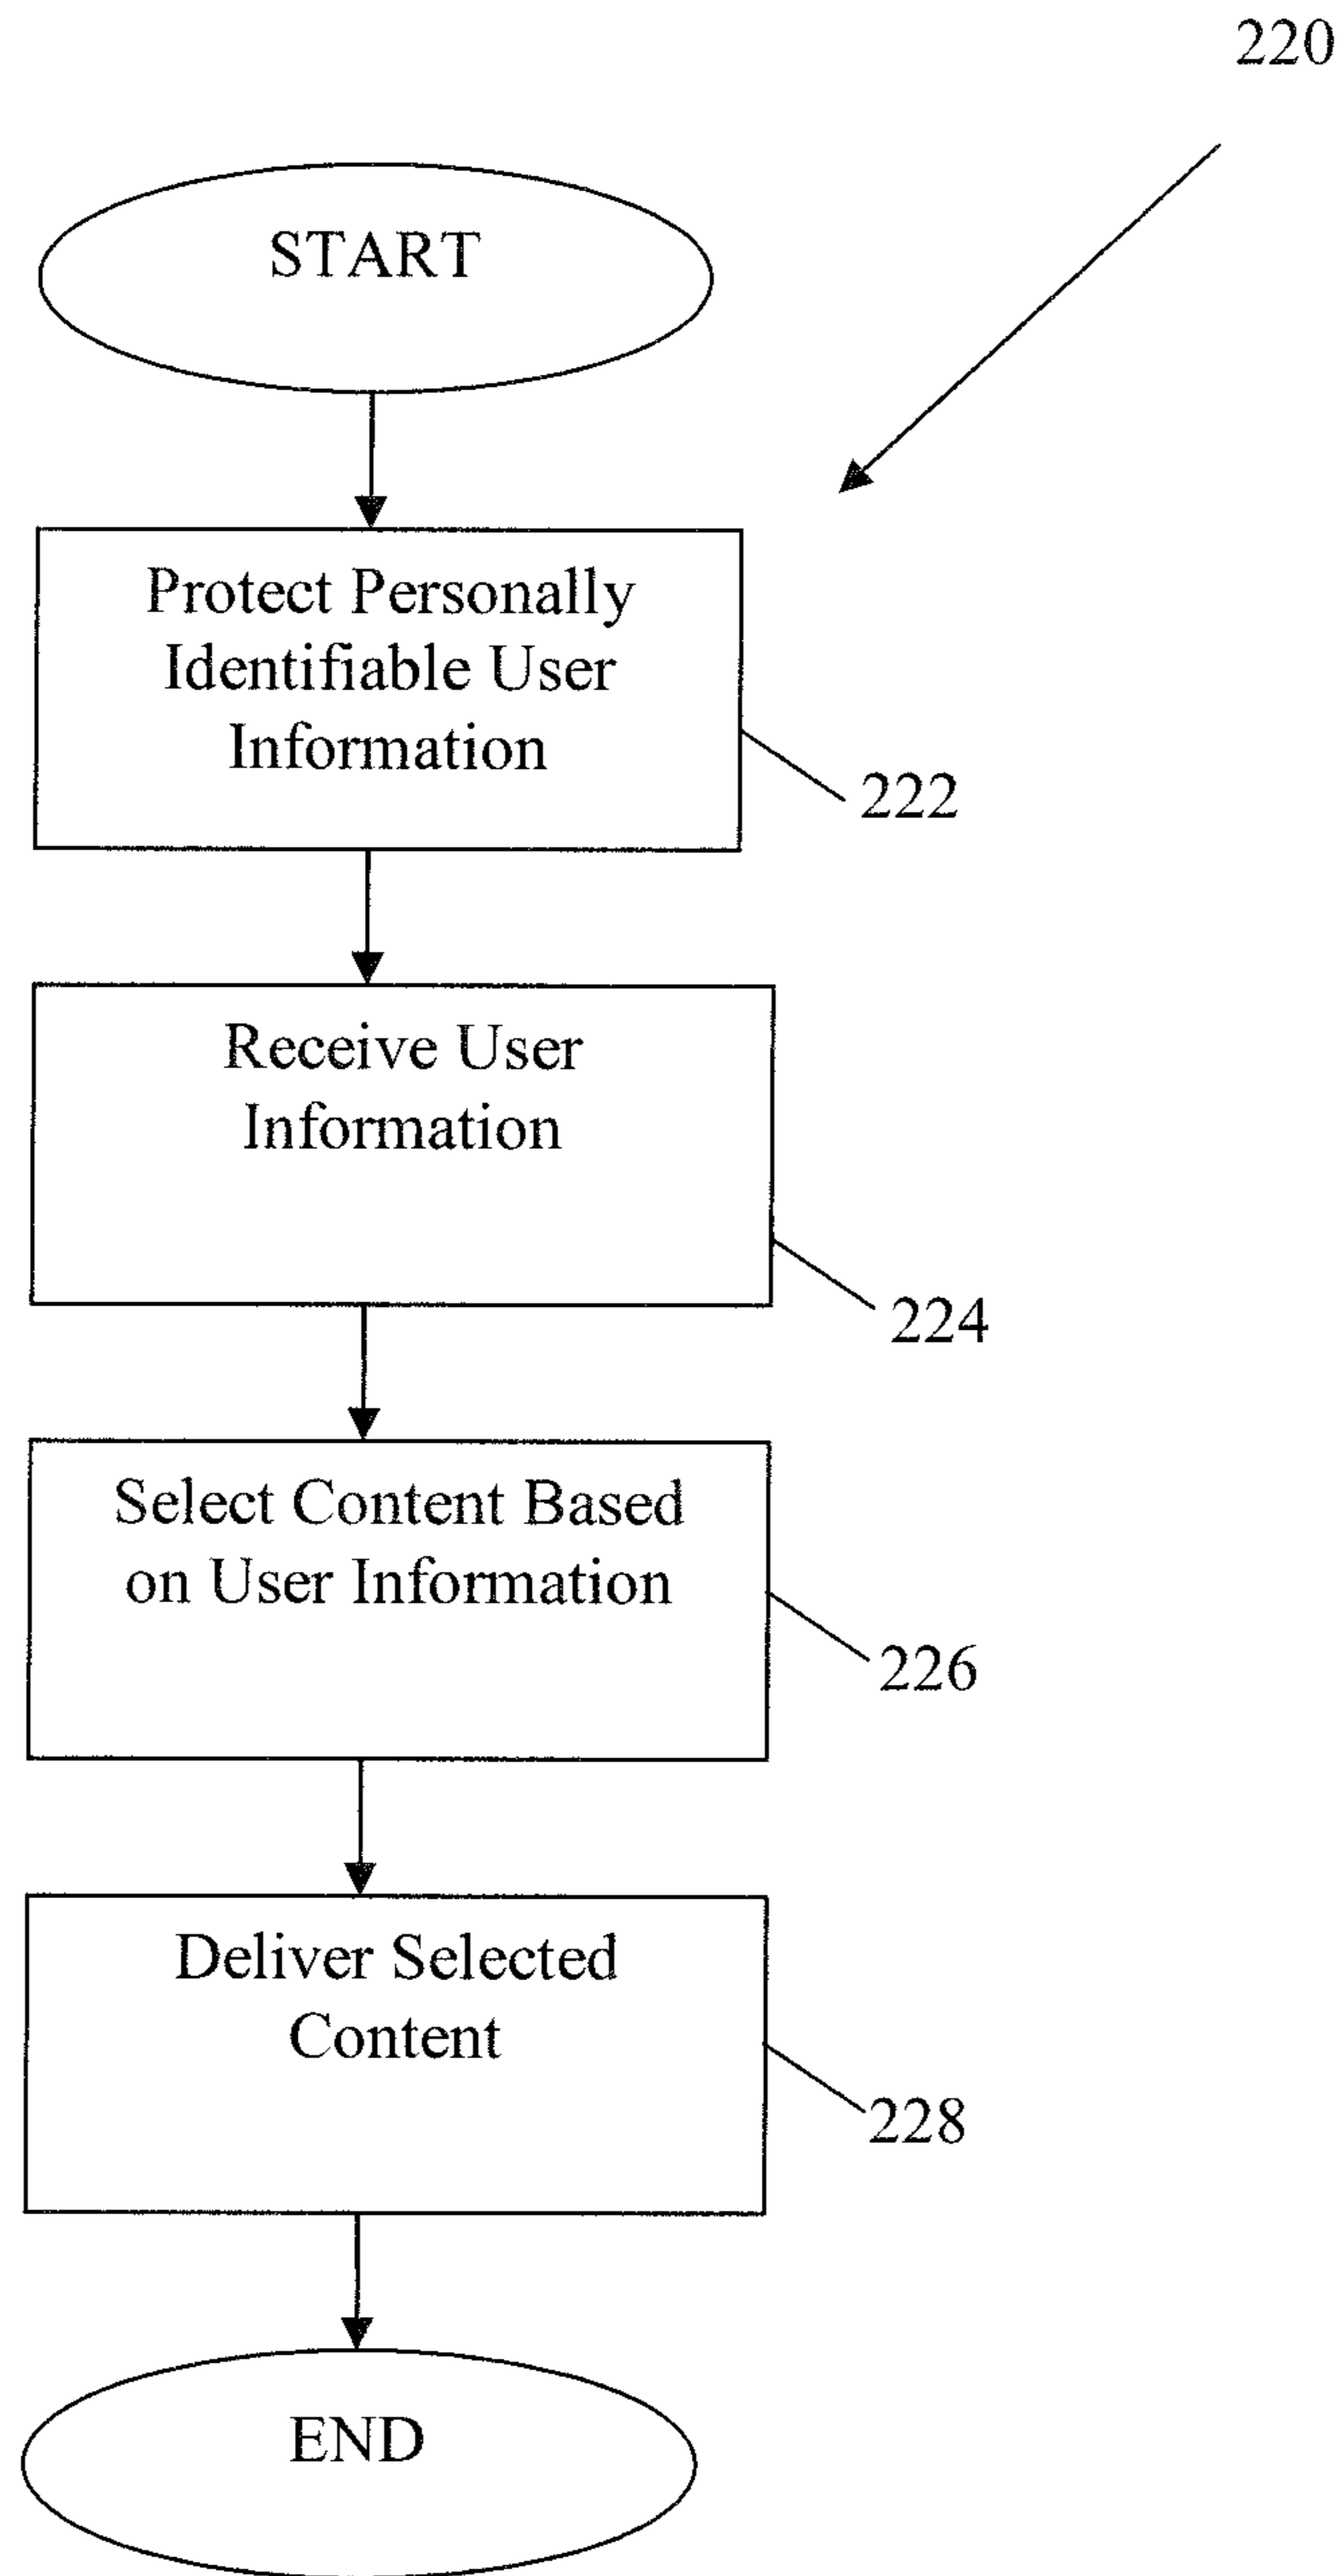 220
START
Protect Personally
Identifiable User
Information
222
Receive User
Information
224
Select Content Based
on User Information
226
Deliver Selected
Content
228
END